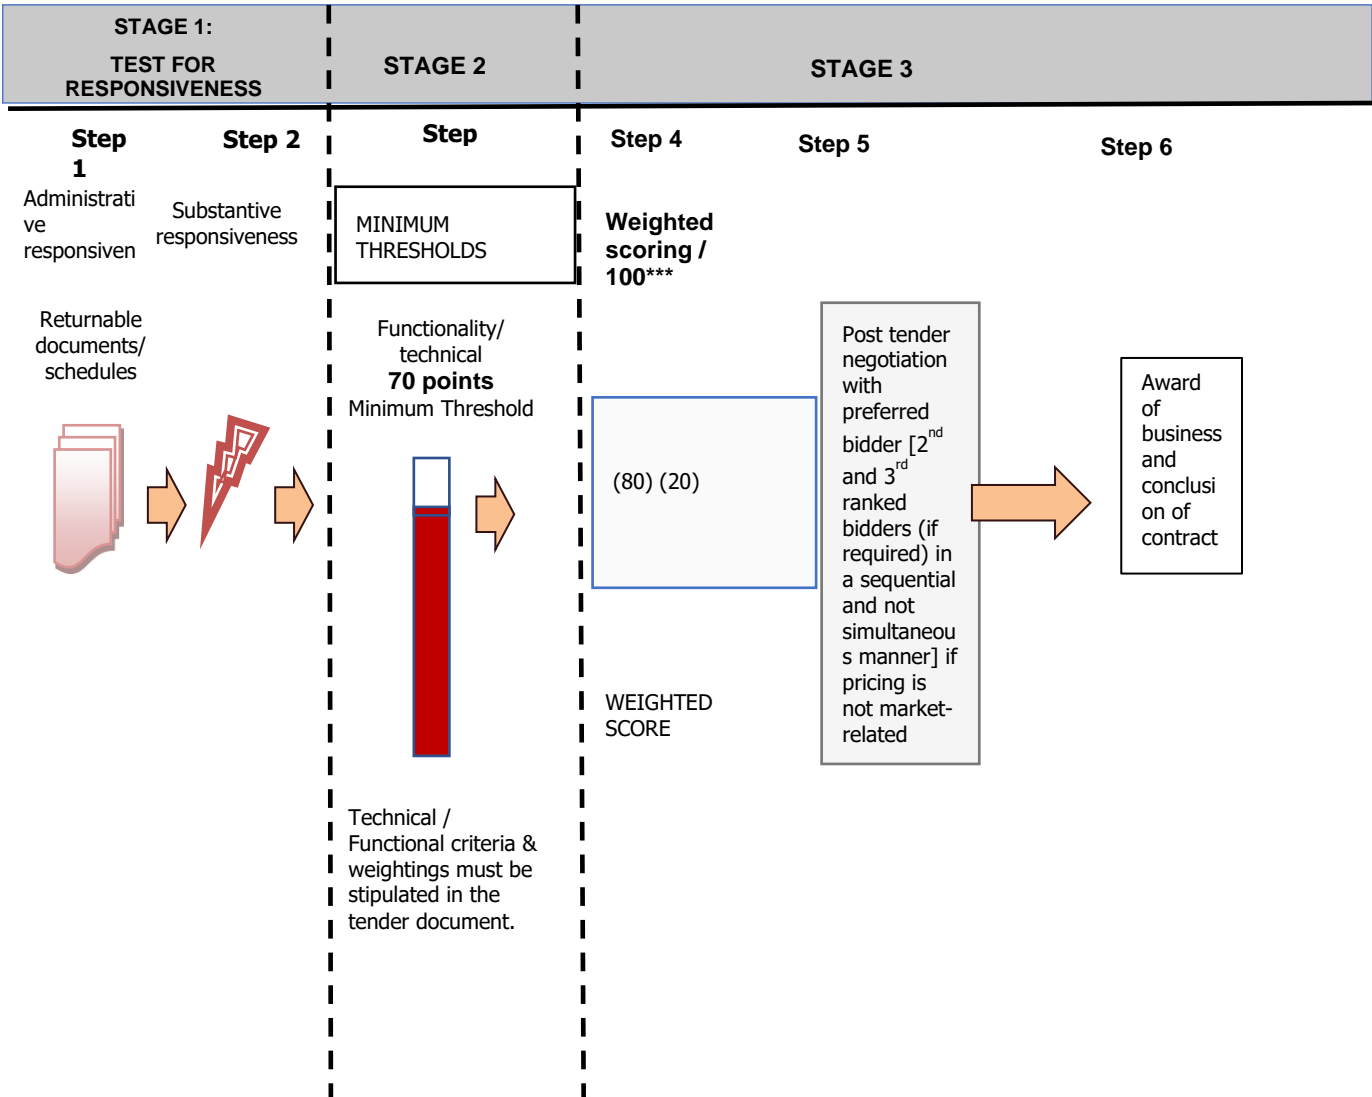 STAGE 1:
TEST FOR
RESPONSIVENESS
STAGE 2
STAGE 3
Step
1
Step 2
Step
Step 4
Step 5
Step 6
Administrati
ve
responsiven
Substantive
responsiveness
MINIMUM
THRESHOLDS
Weighted
scoring /
100***
Returnable
documents/
schedules
Functionality/
technical
70 points
Minimum Threshold
(80) (20)
WEIGHTED
SCORE
Post tender
negotiation
with
preferred
bidder [2nd
and 3rd
ranked
bidders (if
required) in
a sequential
and not
simultaneou
s manner] if
pricing is
not market-
related
Award
of
business
and
conclusi
on of
contract
Technical /
Functional criteria &
weightings must be
stipulated in the
tender document.